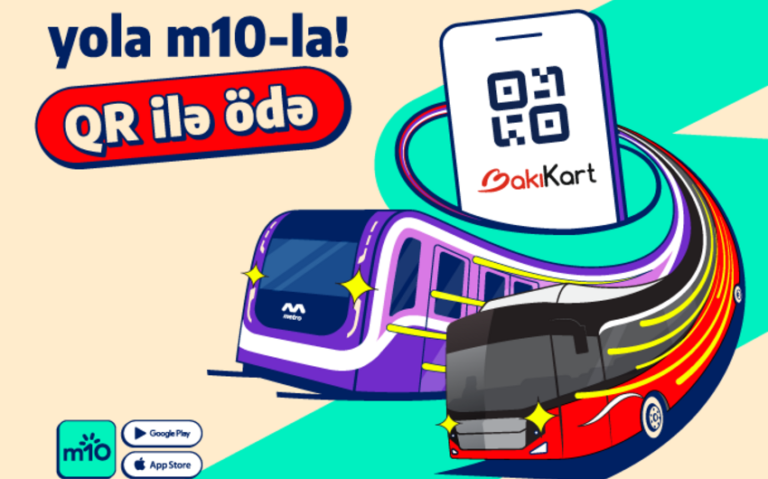 yola m10-la!
QR ilə ödə
BakıKart
metro
m10
Google Play
App Store